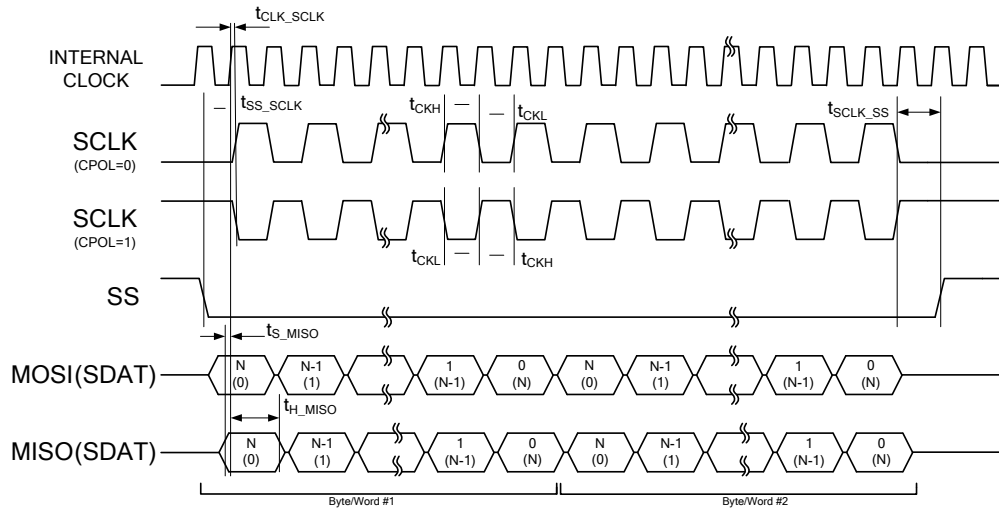 tCLK_SCLK
INTERNAL
CLOCK
tSS_SCLK
tCKH
tCKL
tSCLK_SS
SCLK
(CPOL=0)
SCLK
(CPOL=1)
tCKL
tCKH
SS
tS_MISO
MOSI(SDAT)
N
(0)
N-1
(1)
1
(N-1)
0
(N)
N
(0)
N-1
(1)
1
(N-1)
0
(N)
tH_MISO
MISO(SDAT)
N
(0)
N-1
(1)
1
(N-1)
0
(N)
N
(0)
N-1
(1)
1
(N-1)
0
(N)
Byte/Word #1
Byte/Word #2